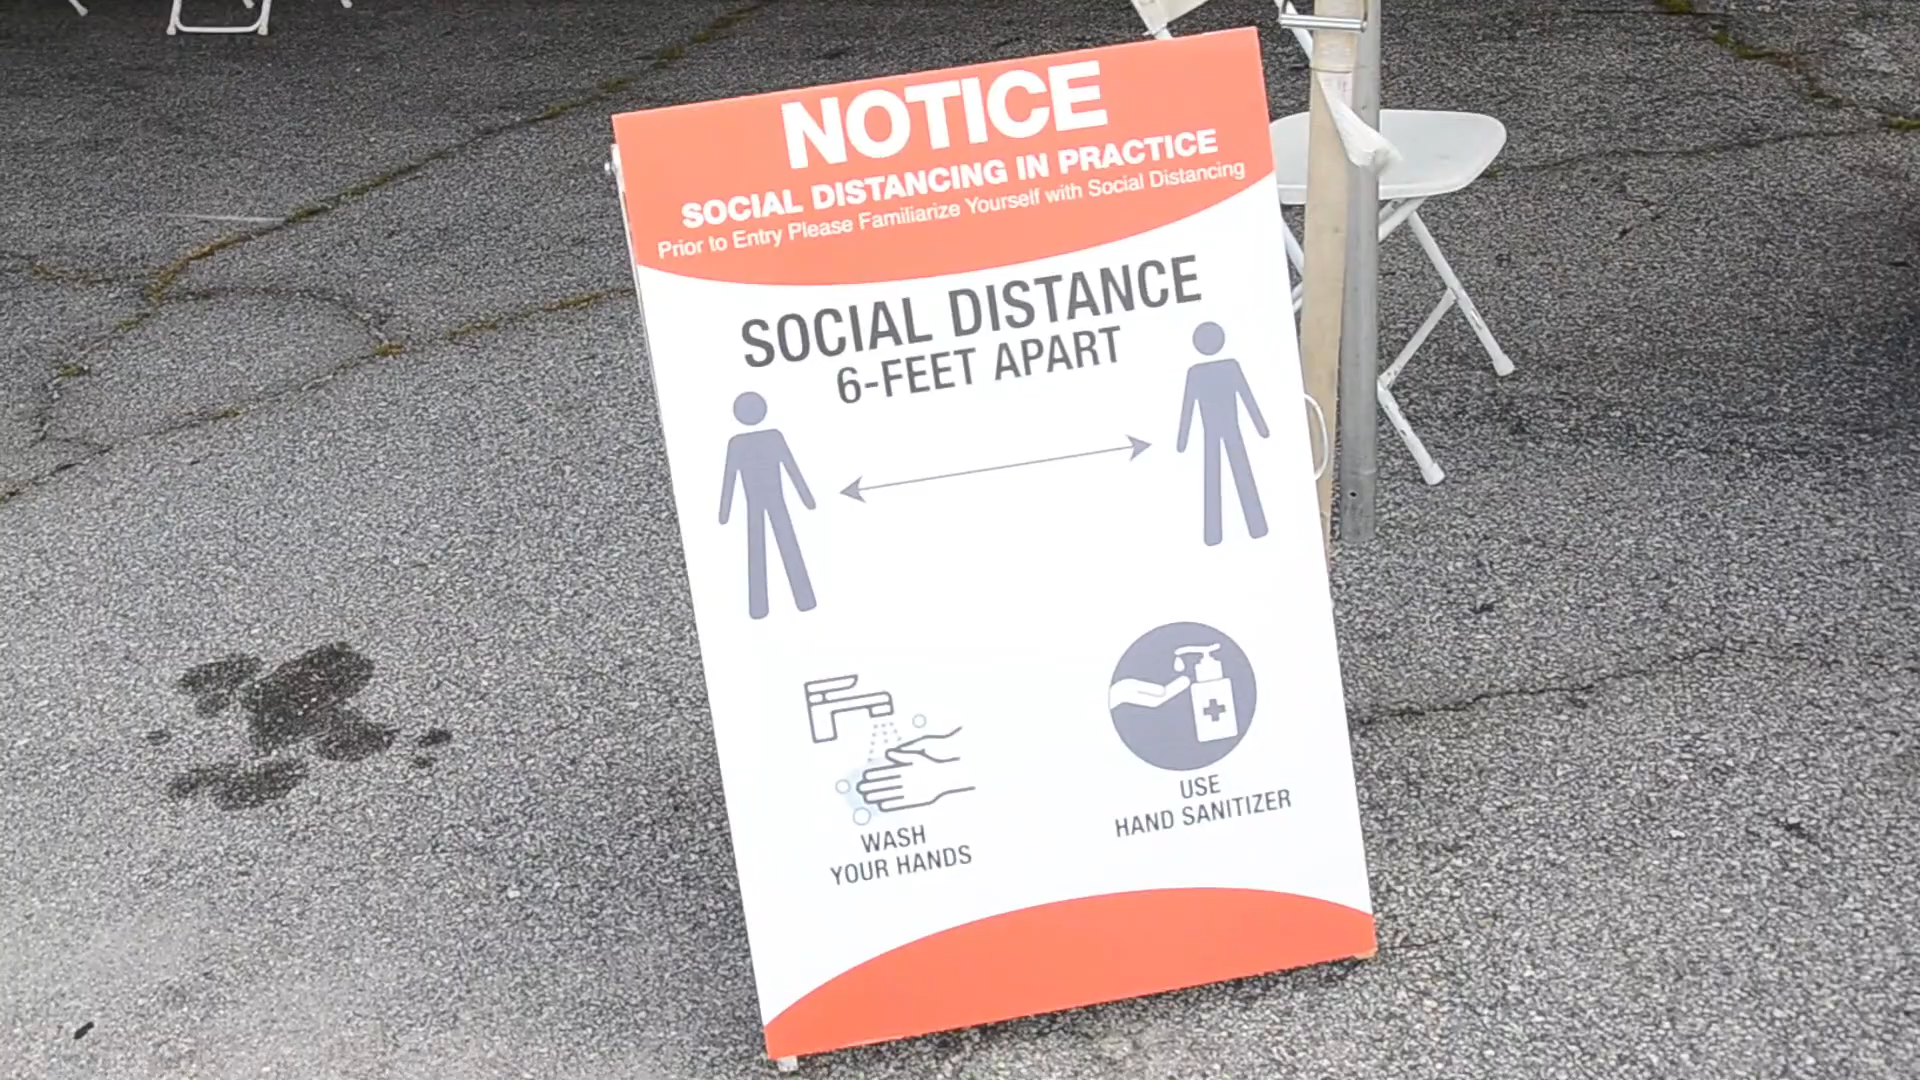 NOTICE
SOCIAL DISTANCING IN PRACTICE
Prior to Entry Please Familiarize Yourself with Social Distancing
SOCIAL DISTANCE
6-FEET APART
WASH
YOUR HANDS
USE
HAND SANITIZER